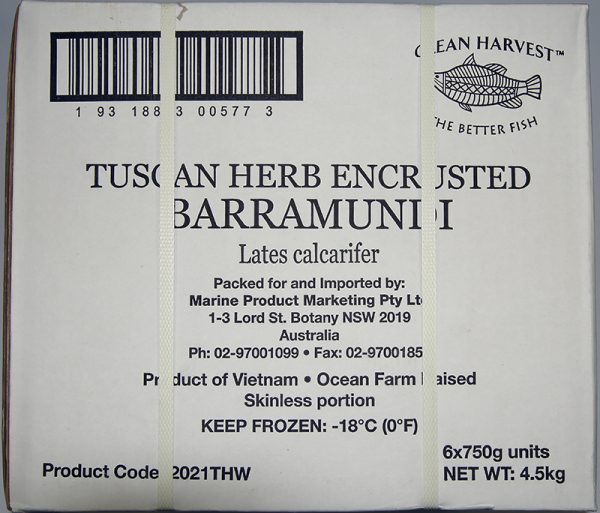 1 93 188 3 00577 3
OCEAN HARVEST™
THE BETTER FISH
TUSCAN HERB ENCRUSTED
BARRAMUNDI
Lates calcarifer
Packed for and Imported by:
Marine Product Marketing Pty Ltd
1-3 Lord St. Botany NSW 2019
Australia
Ph: 02-97001099 • Fax: 02-9700185
Product of Vietnam • Ocean Farm Raised
Skinless portion
KEEP FROZEN: -18°C (0°F)
6x750g units
Product Code 2021THW
NET WT: 4.5kg